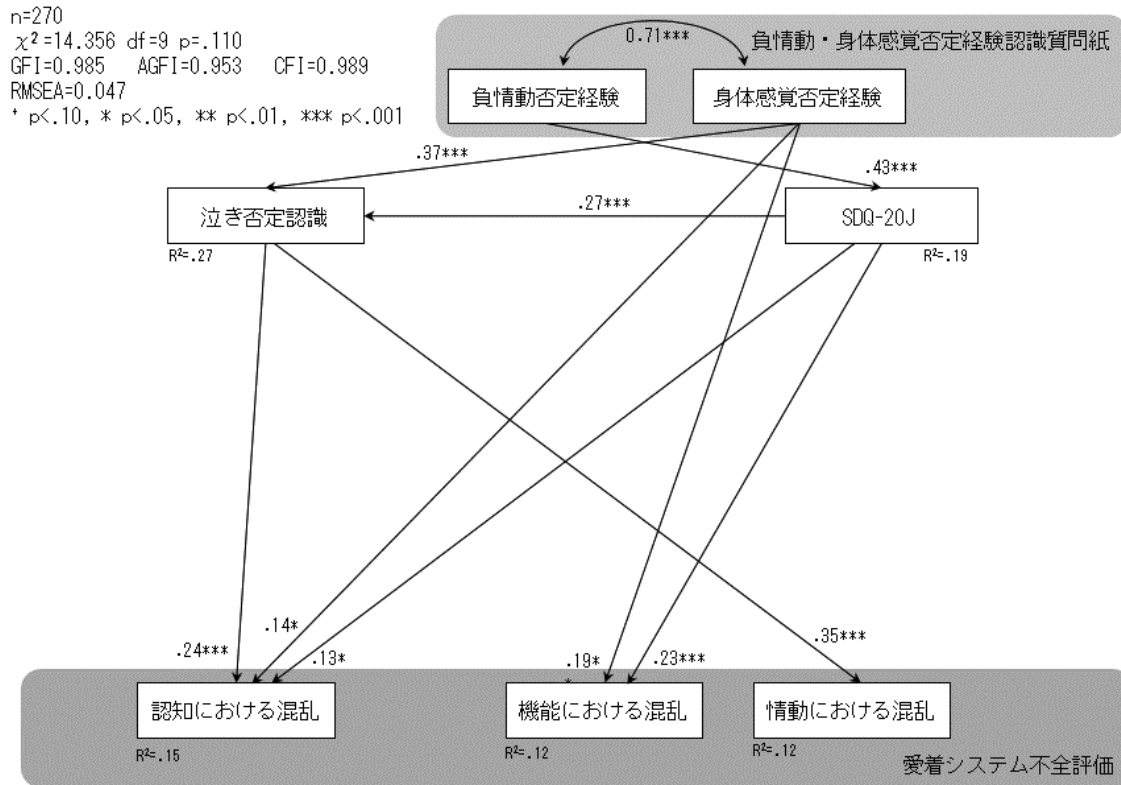 n=270
χ²=14.356 df=9 p=.110
GFI=0.985 AGFI=0.953 CFI=0.989
RMSEA=0.047
⁺ p<.10, * p<.05, ** p<.01, *** p<.001
0.71***
負情動・身体感覚否定経験認識質問紙
負情動否定経験
身体感覚否定経験
.37***
.43***
泣き否定認識
.27***
SDQ-20J
R²=.27
R²=.19
.24***
.14*
.13*
.19*
*
.23***
.35***
認知における混乱
機能における混乱
情動における混乱
R²=.15
R²=.12
R²=.12
愛着システム不全評価